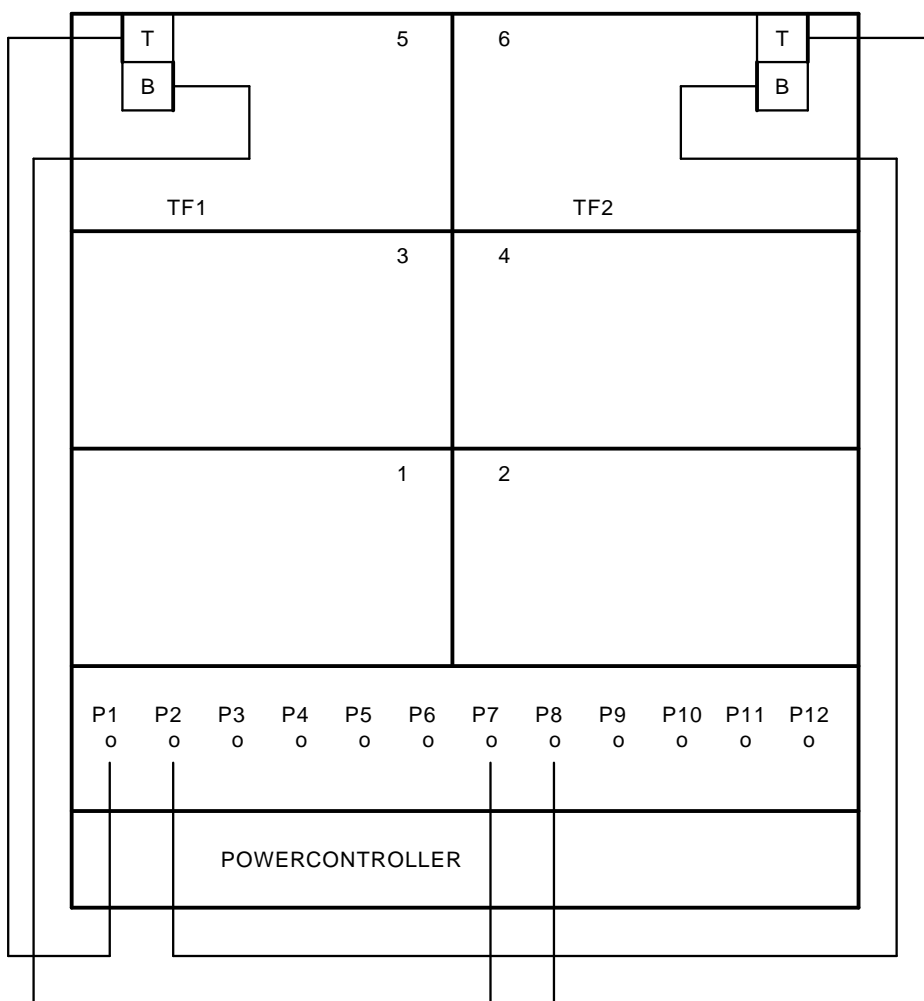 T 5 6 T
B B
TF1 TF2
3 4
1 2
P1 P2 P3 P4 P5 P6 P7 P8 P9 P10 P11 P12
o o o o o o o o o o o o
POWERCONTROLLER